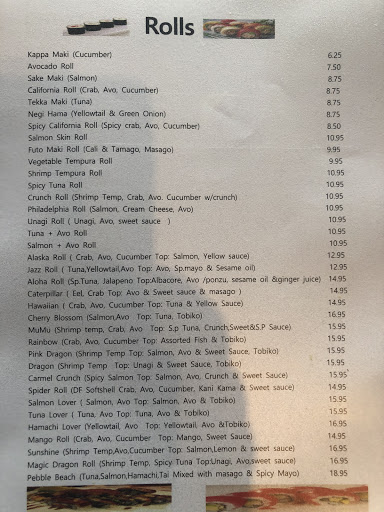 Rolls
Kappa Maki (Cucumber) 6.25
Avocado Roll 7.50
Sake Maki (Salmon) 8.75
California Roll (Crab, Avo, Cucumber) 8.75
Tekka Maki (Tuna) 8.75
Negi Hama (Yellowtail & Green Onion) 8.75
Spicy California Roll (Spicy crab, Avo, Cucumber) 8.50
Salmon Skin Roll 10.95
Futo Maki Roll (Cali & Tamago, Masago) 9.95
Vegetable Tempura Roll 9.95
Shrimp Tempura Roll 10.95
Spicy Tuna Roll 10.95
Crunch Roll (Shrimp Temp, Crab, Avo. Cucumber w/crunch) 10.95
Philadelphia Roll (Salmon, Cream Cheese, Avo) 10.95
Unagi Roll ( Unagi, Avo, sweet sauce ) 10.95
Tuna + Avo Roll 10.95
Salmon + Avo Roll 10.95
Alaska Roll ( Crab, Avo, Cucumber Top: Salmon, Yellow sauce) 12.95
Jazz Roll ( Tuna,Yellowtail,Avo Top: Avo, Sp.mayo & Sesame oil) 12.95
Aloha Roll (Sp.Tuna, Jalapeno Top:Albacore, Avo /ponzu, sesame oil &ginger juice) 14.95
Caterpillar ( Eel, Crab Top: Avo & Sweet sauce & masago ) 14.95
Hawaiian ( Crab, Avo, Cucumber Top: Tuna & Yellow Sauce) 14.95
Cherry Blossom (Salmon,Avo Top: Tuna, Tobiko) 16.95
MuMu (Shrimp temp, Crab, Avo Top: S.p Tuna, Crunch,Sweet&S.P Sauce) 15.95
Rainbow (Crab, Avo, Cucumber Top: Assorted Fish & Tobiko) 15.95
Pink Dragon (Shrimp Temp Top: Salmon, Avo & Sweet Sauce, Tobiko) 15.95
Dragon (Shrimp Temp Top: Unagi & Sweet Sauce, Tobiko) 15.95
Carmel Crunch (Spicy Salmon Top: Salmon, Avo, Crunch & Sweet Sauce) 15.95
Spider Roll (DF Softshell Crab, Avo, Cucumber, Kani Kama & Sweet sauce) 14.95
Salmon Lover ( Salmon, Avo Top: Salmon, Avo & Tobiko) 15.95
Tuna Lover ( Tuna, Avo Top: Tuna, Avo & Tobiko) 15.95
Hamachi Lover (Yellowtail, Avo Top: Yellowtail, Avo &Tobiko) 16.95
Mango Roll (Crab, Avo, Cucumber Top: Mango, Sweet Sauce) 14.95
Sunshine (Shrimp Temp,Avo,Cucumber Top: Salmon,Lemon & sweet sauce) 16.95
Magic Dragon Roll (Shrimp Temp, Spicy Tuna Top:Unagi, Avo,sweet sauce) 16.95
Pebble Beach (Tuna,Salmon,Hamachi,Tai Mixed with masago & Spicy Mayo) 18.95